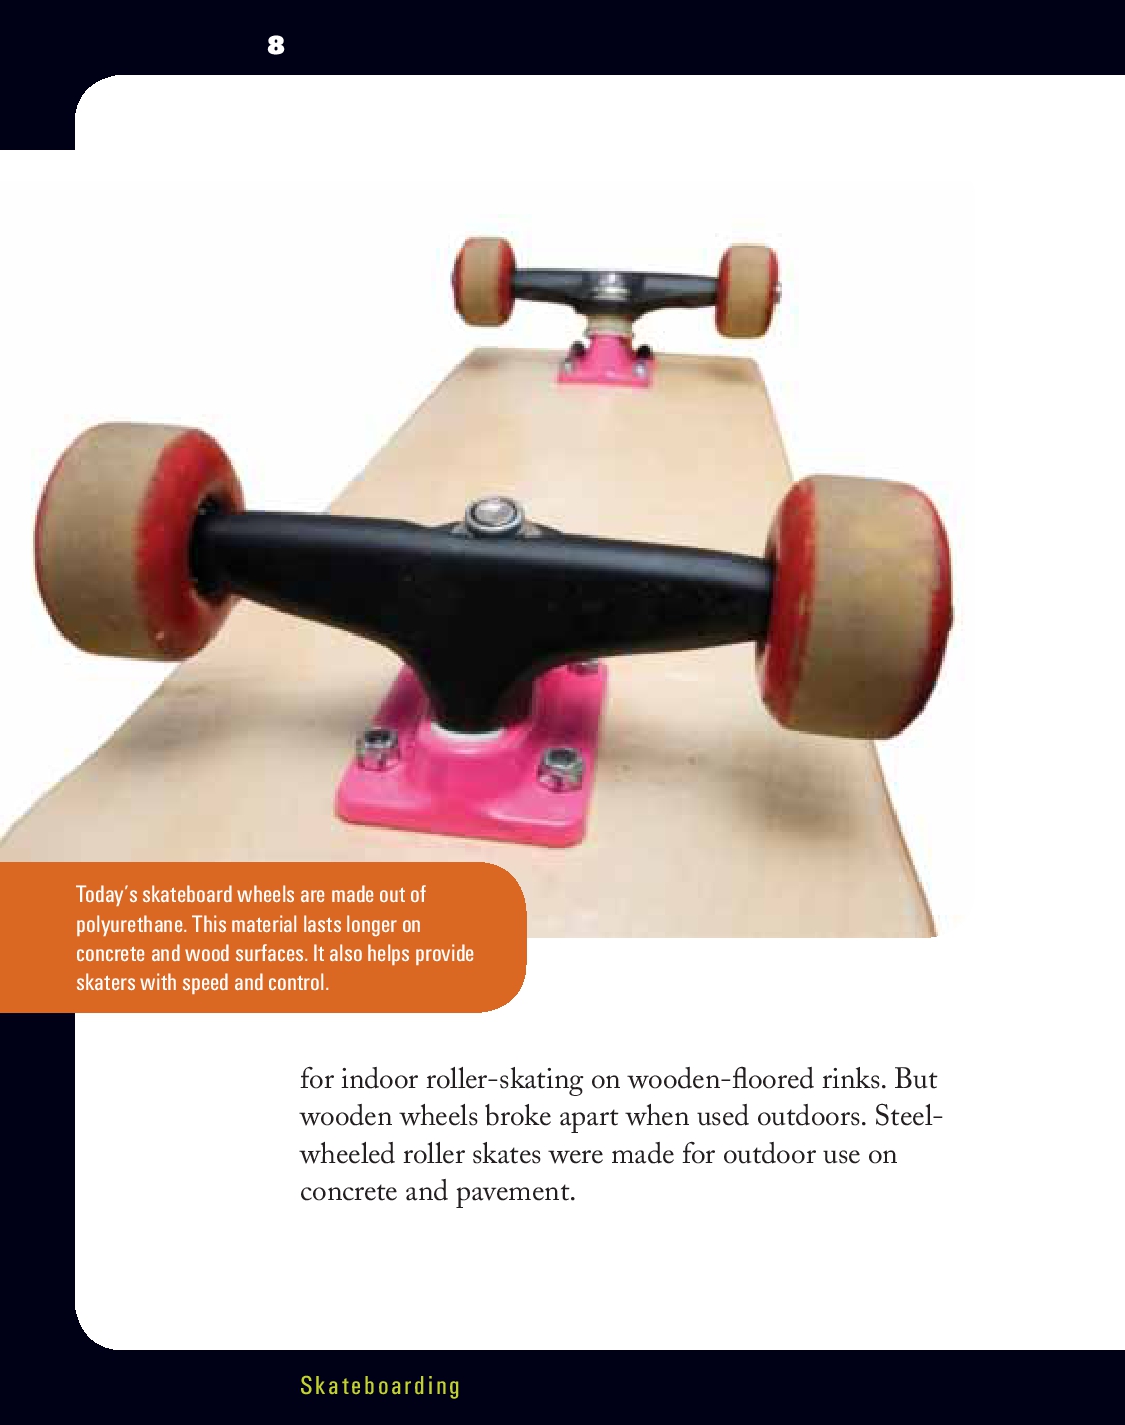 8
Today's skateboard wheels are made out of
polyurethane. This material lasts longer on
concrete and wood surfaces. It also helps provide
skaters with speed and control.
for indoor roller-skating on wooden-floored rinks. But
wooden wheels broke apart when used outdoors. Steel-
wheeled roller skates were made for outdoor use on
concrete and pavement.
Skateboarding